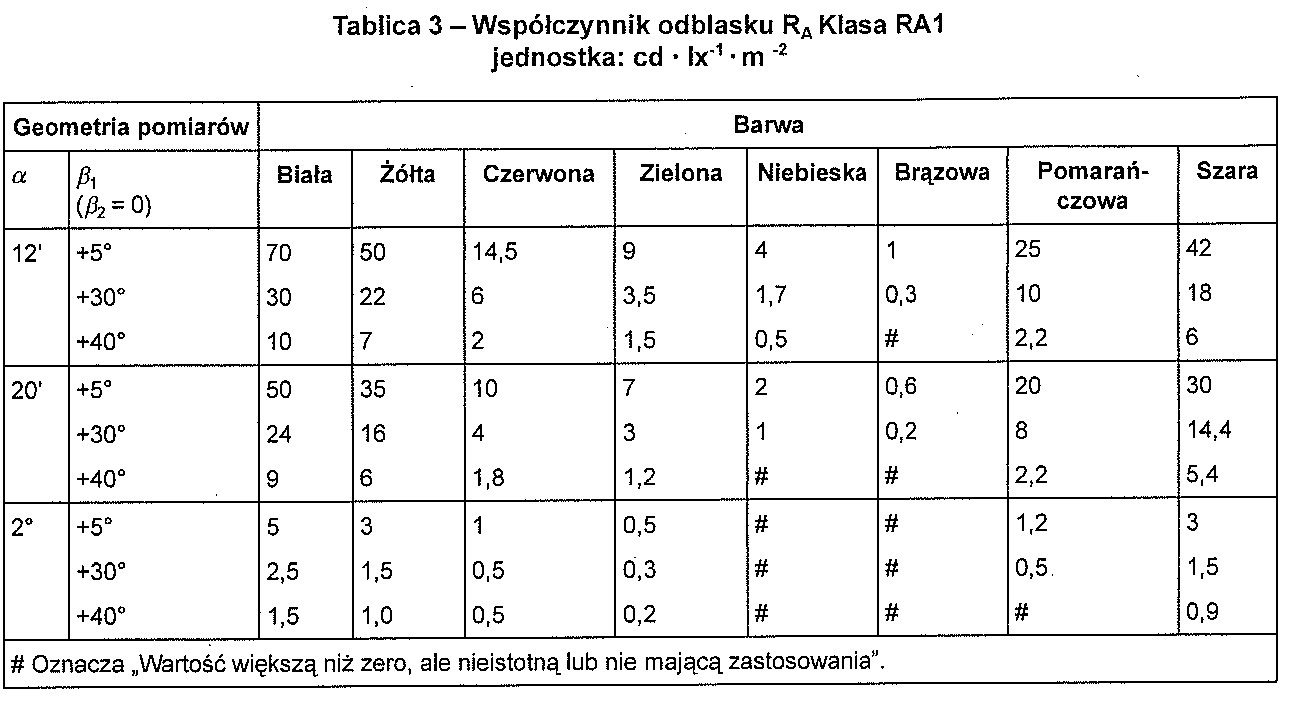 Tablica 3 – Współczynnik odblasku R_A Klasa RA1
jednostka: cd · lx⁻¹ · m ⁻²
Geometria pomiarów Barwa
α β₁ (β₂ = 0) Biała Żółta Czerwona Zielona Niebieska Brązowa Pomarań-czowa Szara
12' +5° 70 50 14,5 9 4 1 25 42
+30° 30 22 6 3,5 1,7 0,3 10 18
+40° 10 7 2 1,5 0,5 # 2,2 6
20' +5° 50 35 10 7 2 0,6 20 30
+30° 24 16 4 3 1 0,2 8 14,4
+40° 9 6 1,8 1,2 # # 2,2 5,4
2° +5° 5 3 1 0,5 # # 1,2 3
+30° 2,5 1,5 0,5 0,3 # # 0,5 1,5
+40° 1,5 1,0 0,5 0,2 # # # 0,9
# Oznacza „Wartość większą niż zero, ale nieistotną lub nie mającą zastosowania”.